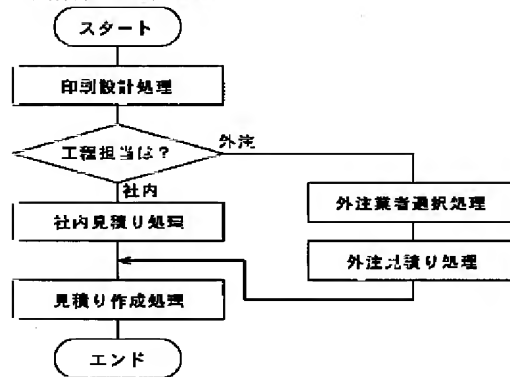 スタート
印刷設計処理
工程担当は？
外注
社内
外注業者選択処理
社内見積り処理
外注見積り処理
見積り作成処理
エンド